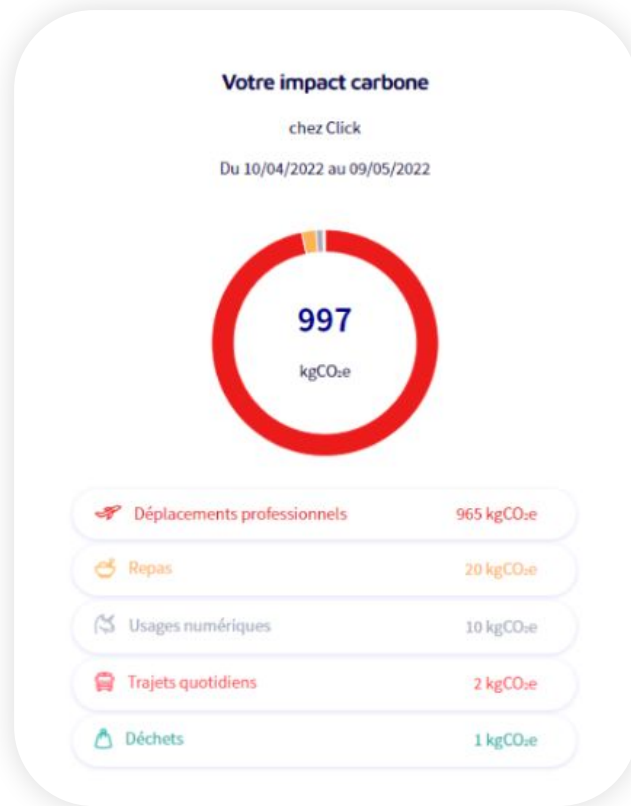 Votre impact carbone
chez Click
Du 10/04/2022 au 09/05/2022
997
kgCO₂e
Déplacements professionnels 965 kgCO₂e
Repas 20 kgCO₂e
Usages numériques 10 kgCO₂e
Trajets quotidiens 2 kgCO₂e
Déchets 1 kgCO₂e